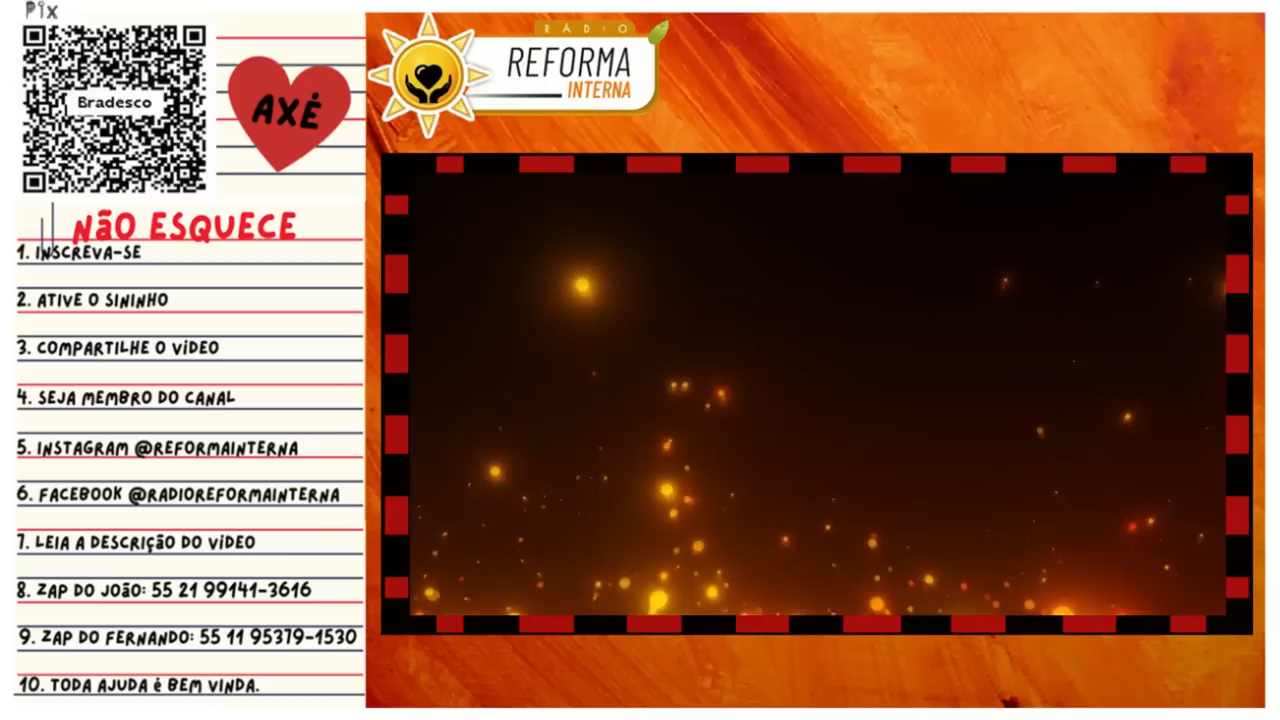 Pix
Bradesco
AXÉ
NÃO ESQUECE
1. INSCREVA-SE
2. ATIVE O SININHO
3. COMPARTILHE O VÍDEO
4. SEJA MEMBRO DO CANAL
5. INSTAGRAM @REFORMAINTERNA
6. FACEBOOK @RADIOREFORMAINTERNA
7. LEIA A DESCRIÇÃO DO VÍDEO
8. ZAP DO JOÃO: 55 21 99141-3616
9. ZAP DO FERNANDO: 55 11 95379-1530
10. TODA AJUDA É BEM VINDA.
RÁDIO
REFORMA
INTERNA